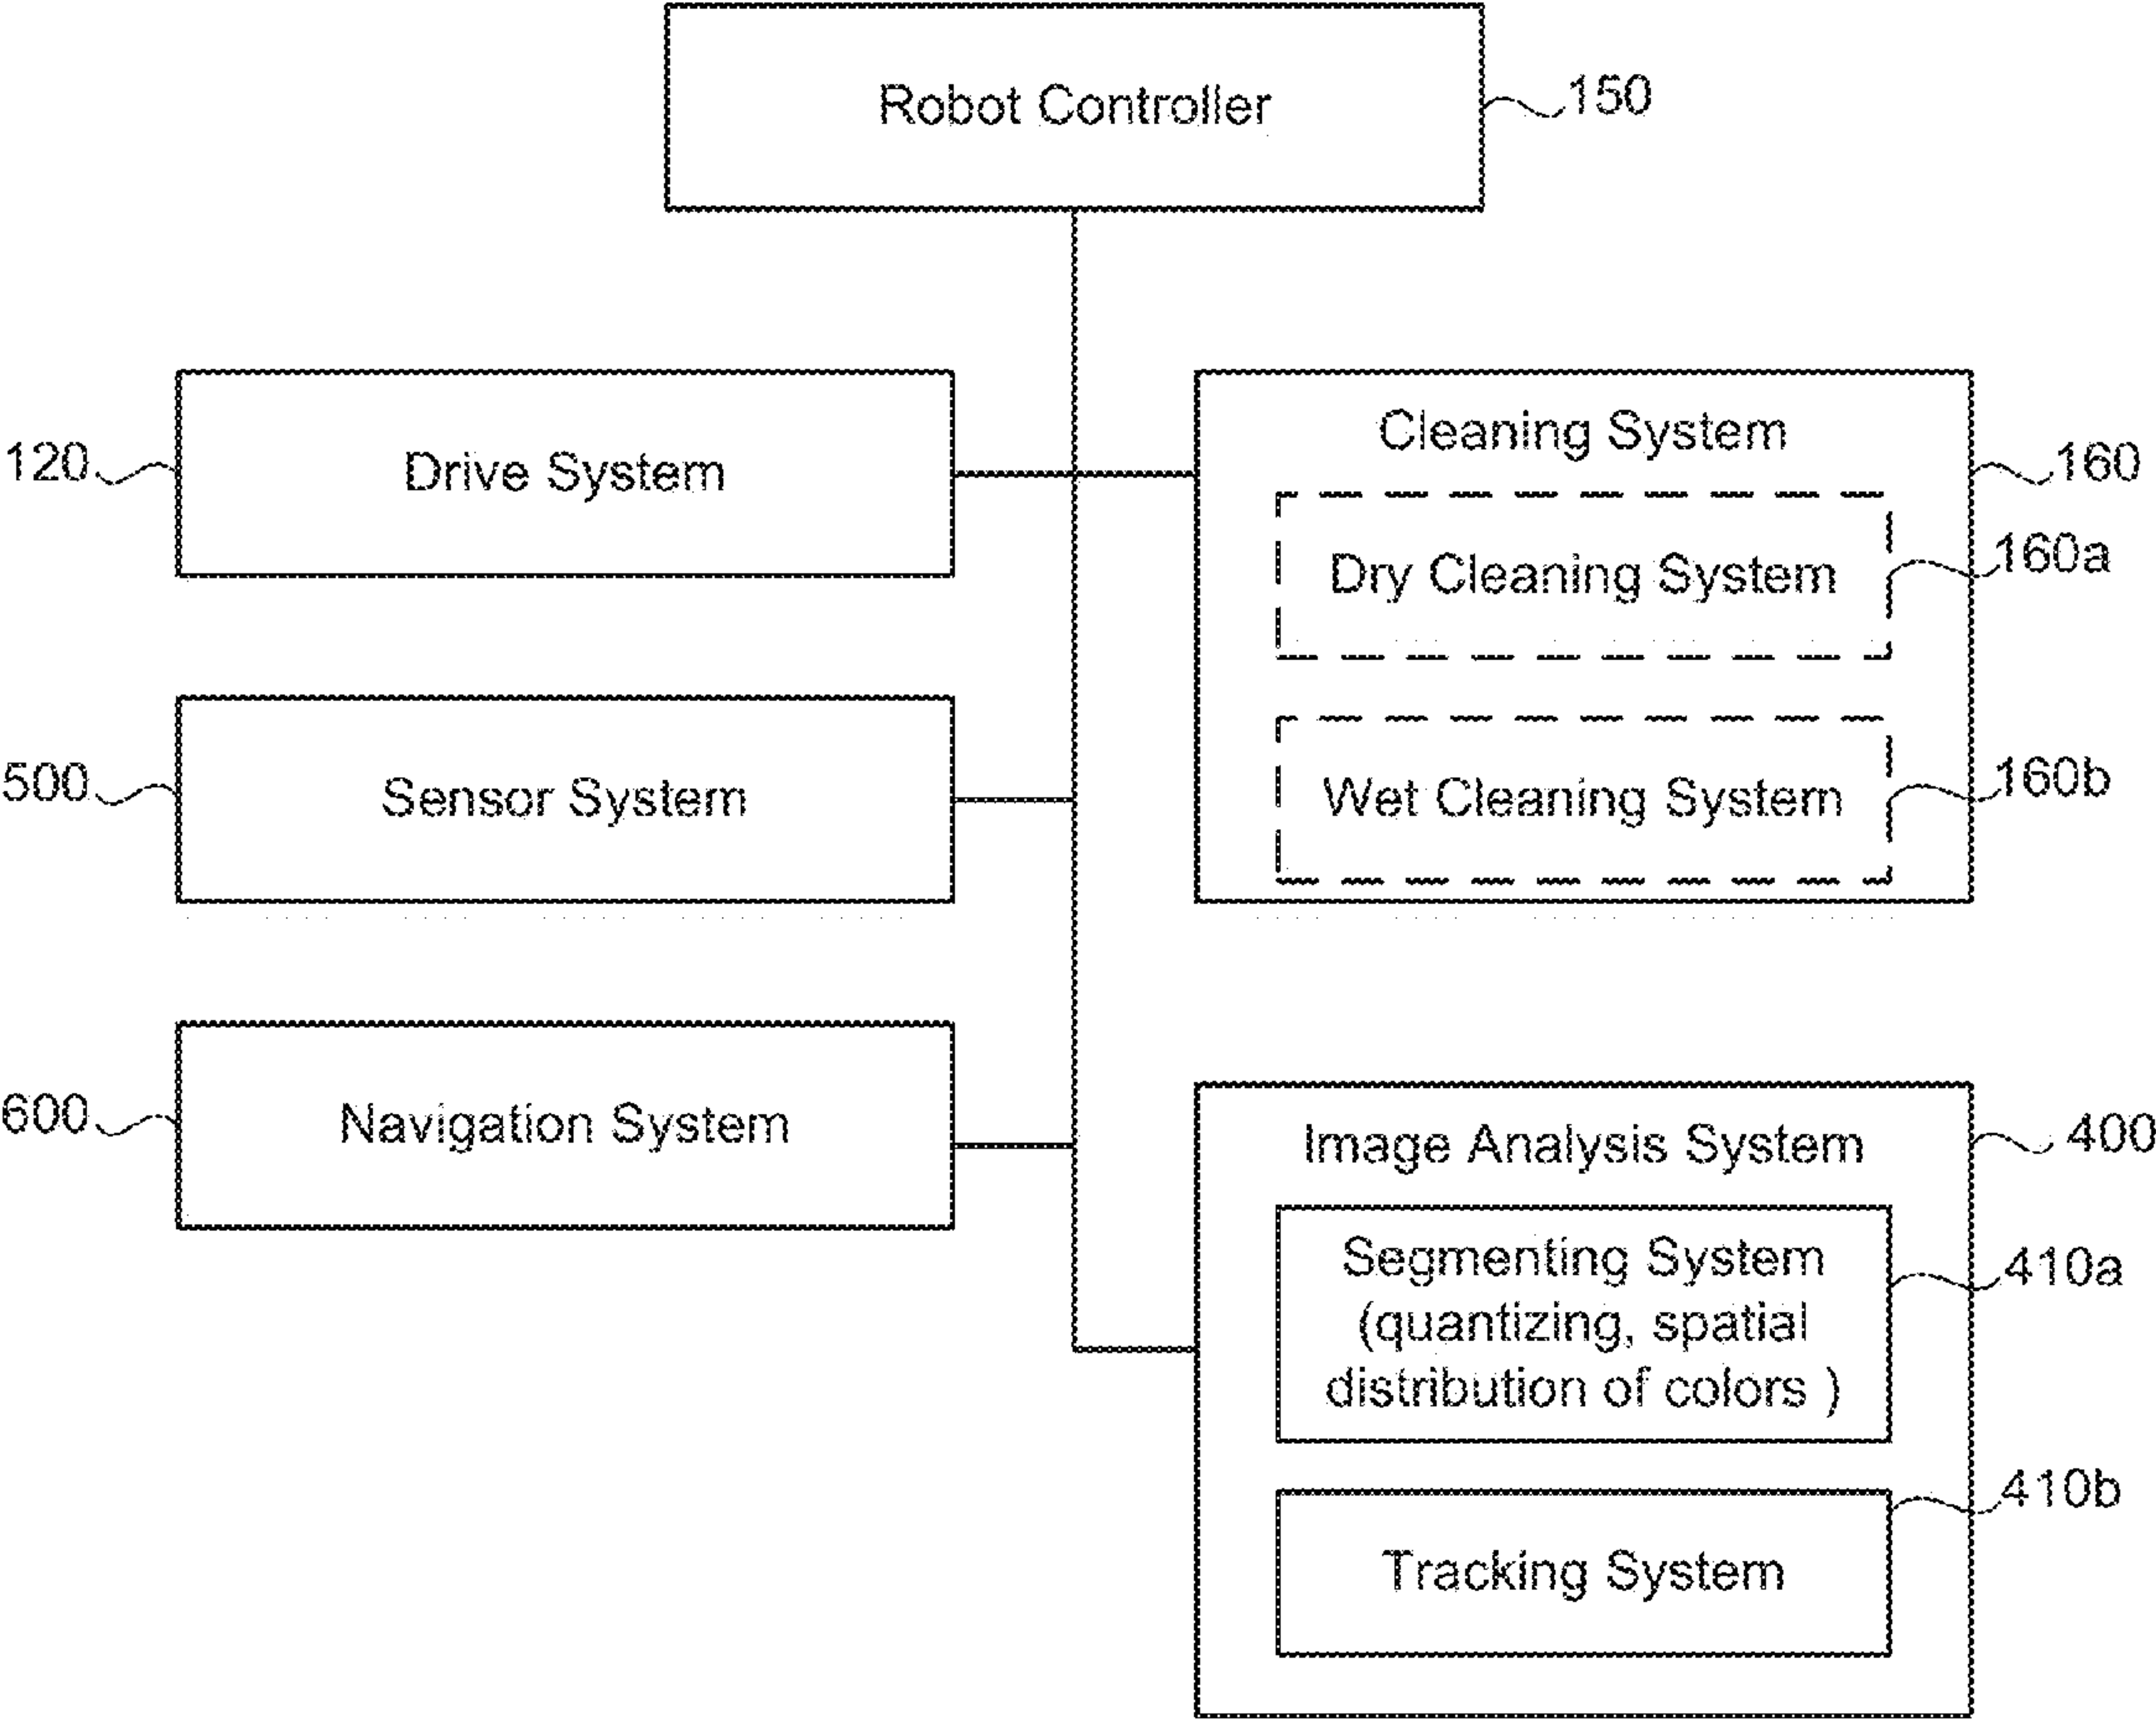 Robot Controller
150
Drive System
120
Cleaning System
160
Dry Cleaning System
160a
Wet Cleaning System
160b
Sensor System
500
Navigation System
600
Image Analysis System
400
Segmenting System
(quantizing, spatial
distribution of colors )
410a
Tracking System
410b